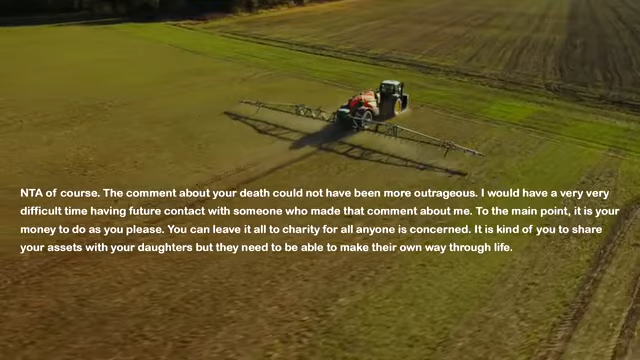 NTA of course. The comment about your death could not have been more outrageous. I would have a very very
difficult time having future contact with someone who made that comment about me. To the main point, it is your
money to do as you please. You can leave it all to charity for all anyone is concerned. It is kind of you to share
your assets with your daughters but they need to be able to make their own way through life.